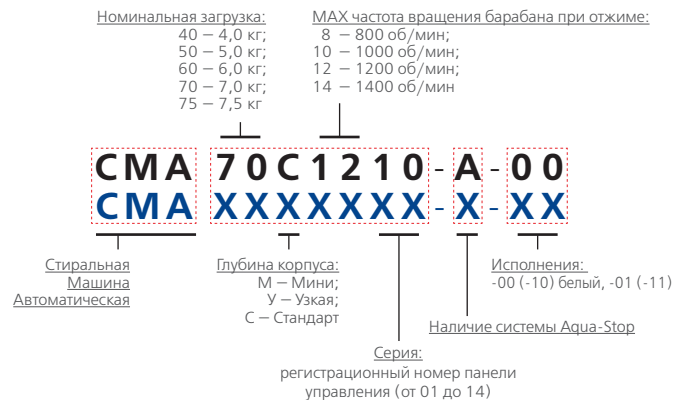 Номинальная загрузка:
40 – 4,0 кг;
50 – 5,0 кг;
60 – 6,0 кг;
70 – 7,0 кг;
75 – 7,5 кг
MAX частота вращения барабана при отжиме:
8 – 800 об/мин;
10 – 1000 об/мин;
12 – 1200 об/мин;
14 – 1400 об/мин
СМА 70С1210-А-00
СМА ХХХХХХХ-Х-ХХ
Стиральная
Машина
Автоматическая
Глубина корпуса:
М – Мини;
У – Узкая;
С – Стандарт
Серия:
регистрационный номер панели
управления (от 01 до 14)
Наличие системы Aqua-Stop
Исполнения:
-00 (-10) белый, -01 (-11)